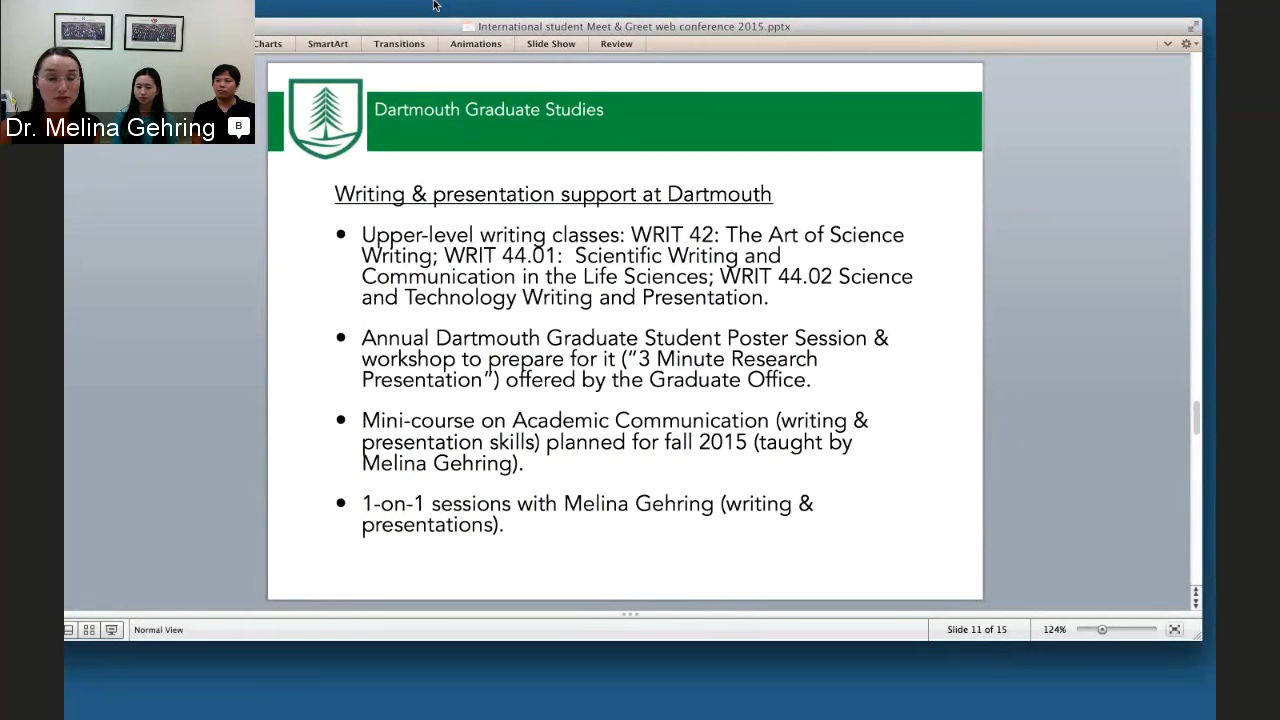 International student Meet & Greet web conference 2015.pptx
Charts SmartArt Transitions Animations Slide Show Review
Dr. Melina Gehring B
Dartmouth Graduate Studies
Writing & presentation support at Dartmouth
• Upper-level writing classes: WRIT 42: The Art of Science
Writing; WRIT 44.01: Scientific Writing and
Communication in the Life Sciences; WRIT 44.02 Science
and Technology Writing and Presentation.
• Annual Dartmouth Graduate Student Poster Session &
workshop to prepare for it (“3 Minute Research
Presentation”) offered by the Graduate Office.
• Mini-course on Academic Communication (writing &
presentation skills) planned for fall 2015 (taught by
Melina Gehring).
• 1-on-1 sessions with Melina Gehring (writing &
presentations).
Normal View Slide 11 of 15 124%